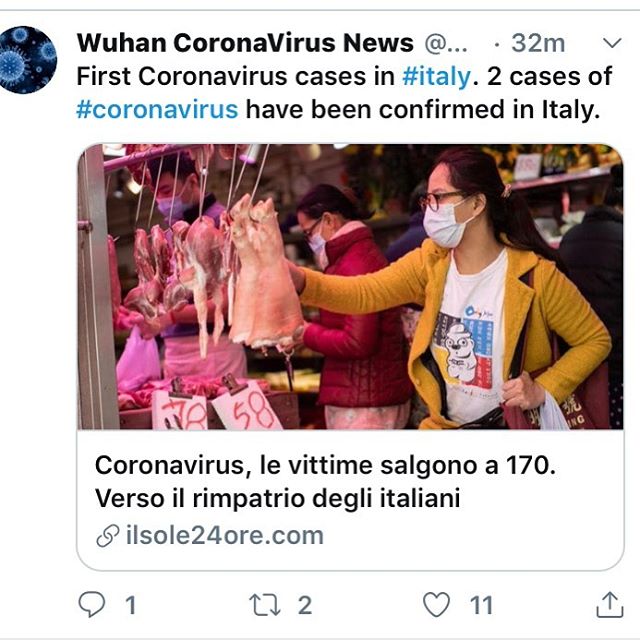 Wuhan CoronaVirus News @... · 32m
First Coronavirus cases in #italy. 2 cases of
#coronavirus have been confirmed in Italy.
70
58
Coronavirus, le vittime salgono a 170.
Verso il rimpatrio degli italiani
ilsole24ore.com
1 2 11